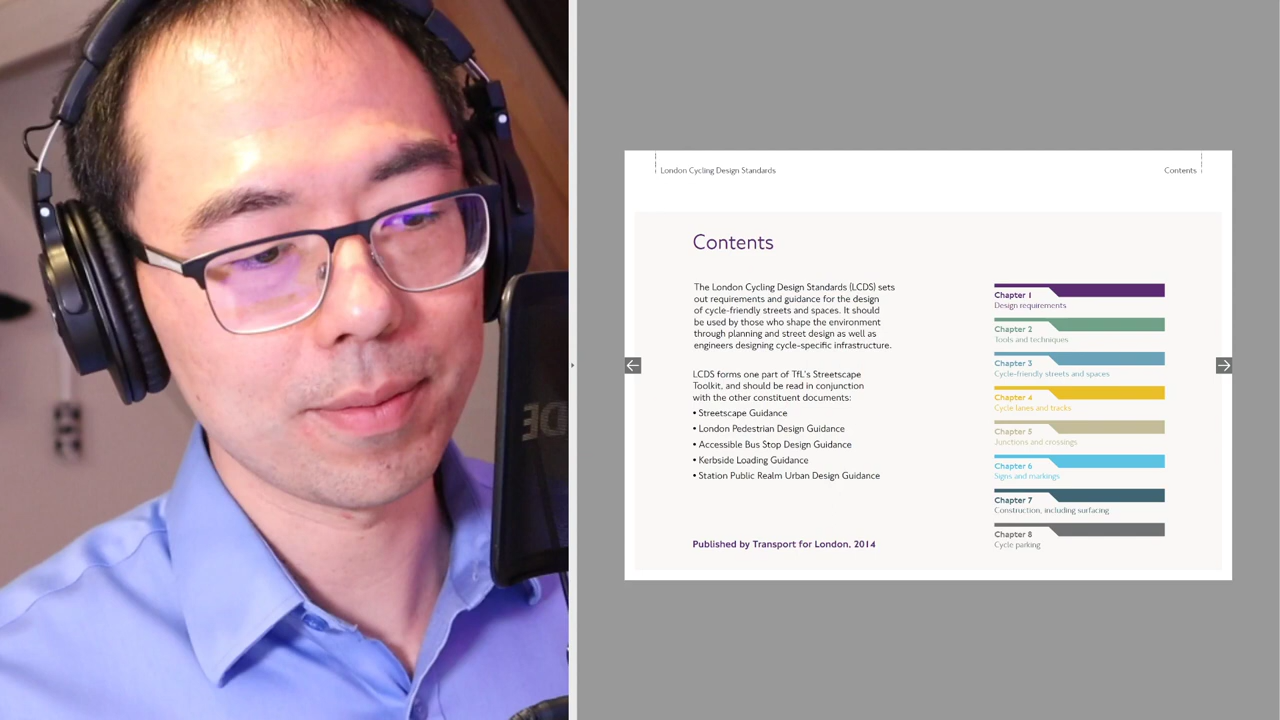 London Cycling Design Standards
Contents
Contents
The London Cycling Design Standards (LCDS) sets
out requirements and guidance for the design
of cycle-friendly streets and spaces. It should
be used by those who shape the environment
through planning and street design as well as
engineers designing cycle-specific infrastructure.
LCDS forms one part of TfL's Streetscape
Toolkit, and should be read in conjunction
with the other constituent documents:
• Streetscape Guidance
• London Pedestrian Design Guidance
• Accessible Bus Stop Design Guidance
• Kerbside Loading Guidance
• Station Public Realm Urban Design Guidance
Published by Transport for London, 2014
Chapter 1
Design requirements
Chapter 2
Tools and techniques
Chapter 3
Cycle-friendly streets and spaces
Chapter 4
Cycle lanes and tracks
Chapter 5
Junctions and crossings
Chapter 6
Signs and markings
Chapter 7
Construction, including surfacing
Chapter 8
Cycle parking